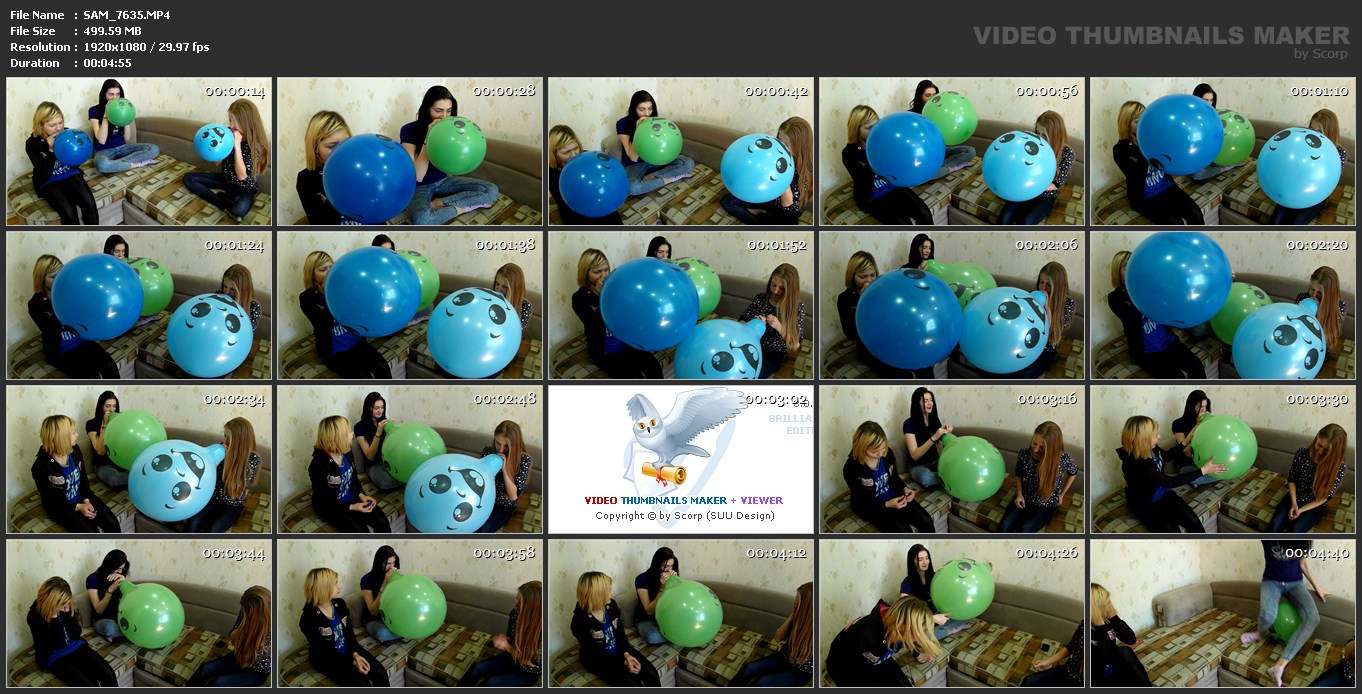 File Name : SAM_7635.MP4
File Size : 499.59 MB
Resolution : 1920x1080 / 29.97 fps
Duration : 00:04:55
VIDEO THUMBNAILS MAKER
by Scorp
00:00:14 00:00:28 00:00:42 00:00:56 00:01:10
00:01:24 00:01:38 00:01:52 00:02:06 00:02:20
00:02:34 00:02:48 00:03:02 00:03:16 00:03:30
BRILLIA
EDIT
VIDEO THUMBNAILS MAKER + VIEWER
Copyright © by Scorp (SUU Design)
00:03:44 00:03:58 00:04:12 00:04:26 00:04:40